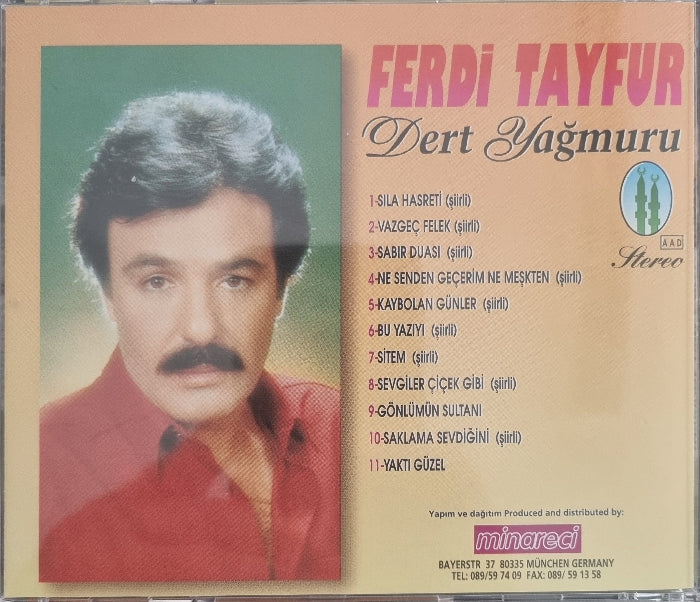 FERDİ TAYFUR
Dert Yağmuru
1-SILA HASRETİ (şiirli)
2-VAZGEÇ FELEK (şiirli)
3-SABIR DUASI (şiirli)
4-NE SENDEN GEÇERİM NE MEŞKTEN (şiirli)
5-KAYBOLAN GÜNLER (şiirli)
6-BU YAZIYI (şiirli)
7-SİTEM (şiirli)
8-SEVGİLER ÇİÇEK GİBİ (şiirli)
9-GÖNLÜMÜN SULTANI
10-SAKLAMA SEVDİĞİNİ (şiirli)
11-YAKTI GÜZEL
AAD
Stereo
Yapım ve dağıtım Produced and distributed by:
minareci
BAYERSTR 37 80335 MÜNCHEN GERMANY
TEL: 089/59 74 09 FAX: 089/ 59 13 58